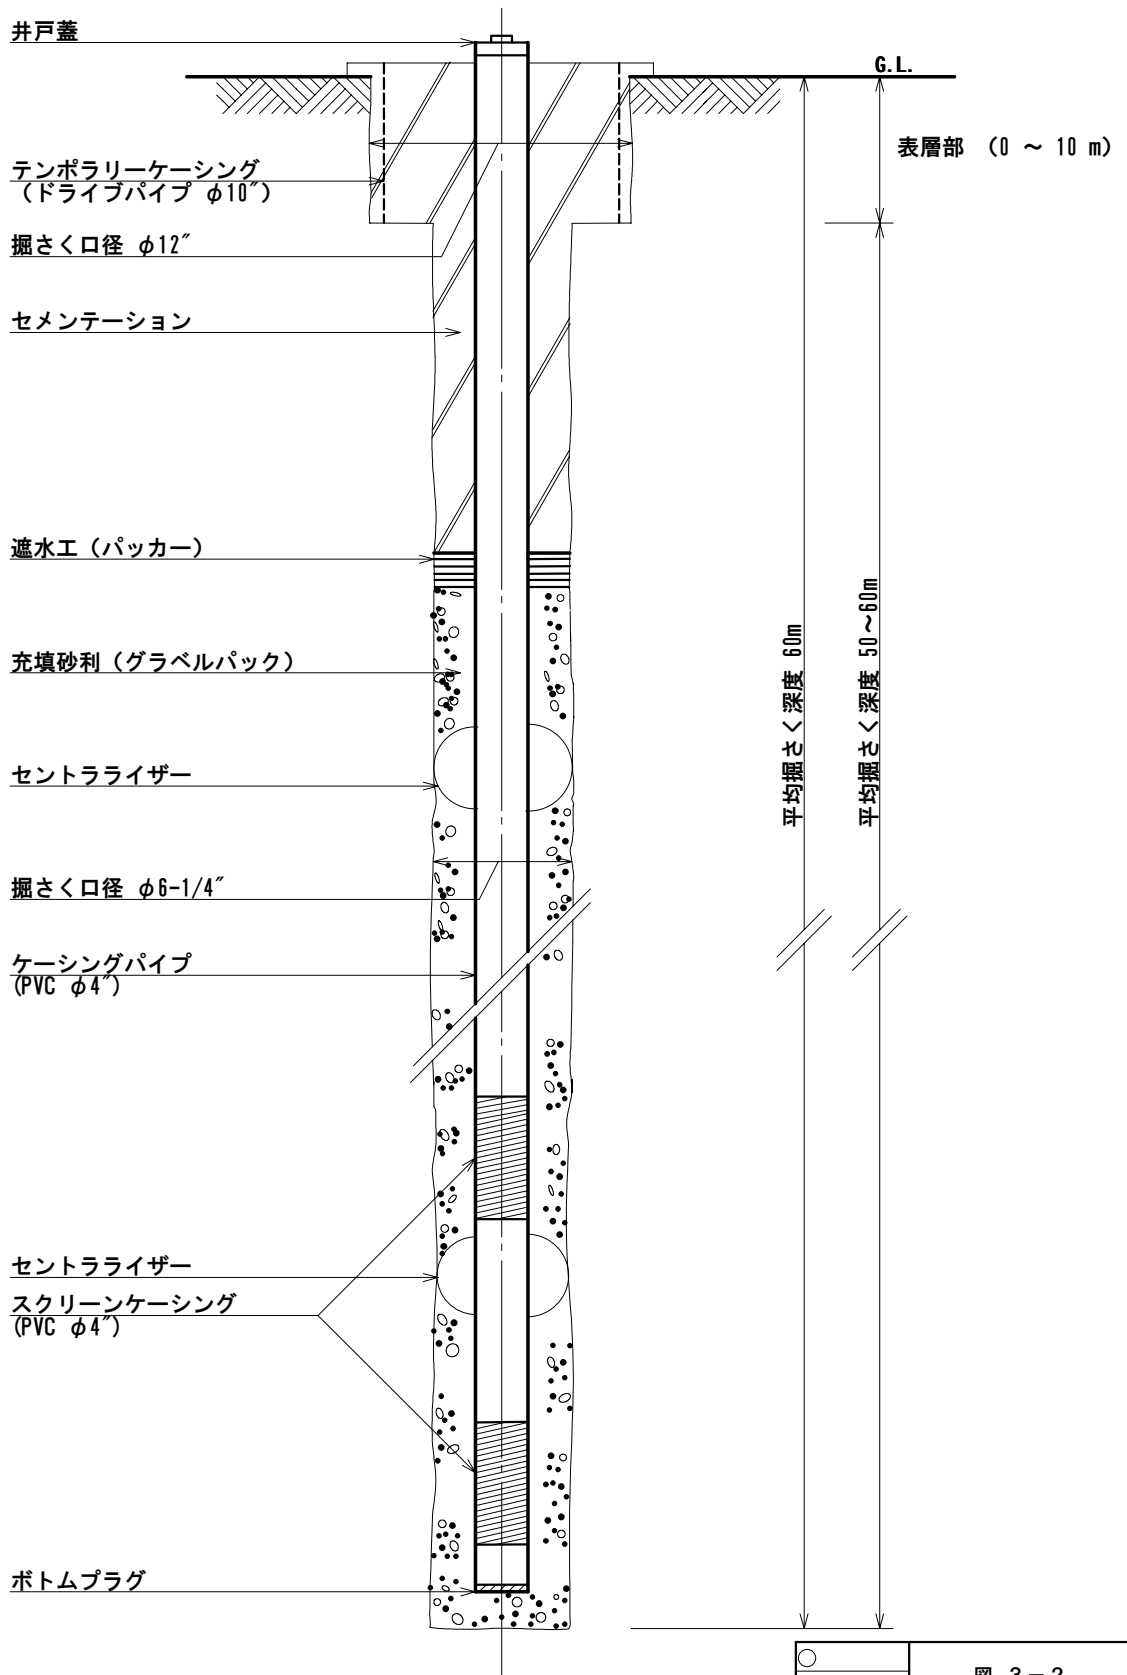 井戸蓋
G.L.
表層部 (0 ～ 10 m)
テンポラリーケーシング
(ドライブパイプ φ10″)
掘さく口径 φ12″
セメンテーション
遮水工(パッカー)
充填砂利(グラベルパック)
セントラライザー
掘さく口径 φ6-1/4″
ケーシングパイプ
(PVC φ4″)
平均掘さく深度 60m
平均掘さく深度 50～60m
セントラライザー
スクリーンケーシング
(PVC φ4″)
ボトムプラグ
図 3－2